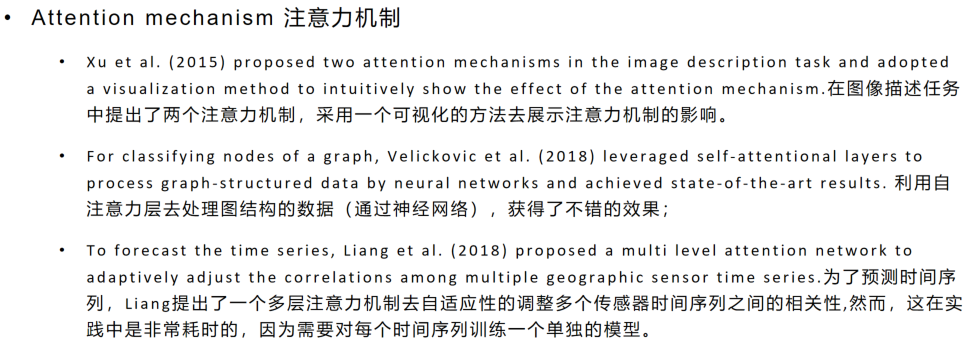 • Attention mechanism 注意力机制
• Xu et al. (2015) proposed two attention mechanisms in the image description task and adopted
a visualization method to intuitively show the effect of the attention mechanism.在图像描述任务
中提出了两个注意力机制，采用一个可视化的方法去展示注意力机制的影响。
• For classifying nodes of a graph, Velickovic et al. (2018) leveraged self-attentional layers to
process graph-structured data by neural networks and achieved state-of-the-art results. 利用自
注意力层去处理图结构的数据（通过神经网络），获得了不错的效果；
• To forecast the time series, Liang et al. (2018) proposed a multi level attention network to
adaptively adjust the correlations among multiple geographic sensor time series.为了预测时间序
列，Liang提出了一个多层注意力机制去自适应性的调整多个传感器时间序列之间的相关性,然而，这在实
践中是非常耗时的，因为需要对每个时间序列训练一个单独的模型。